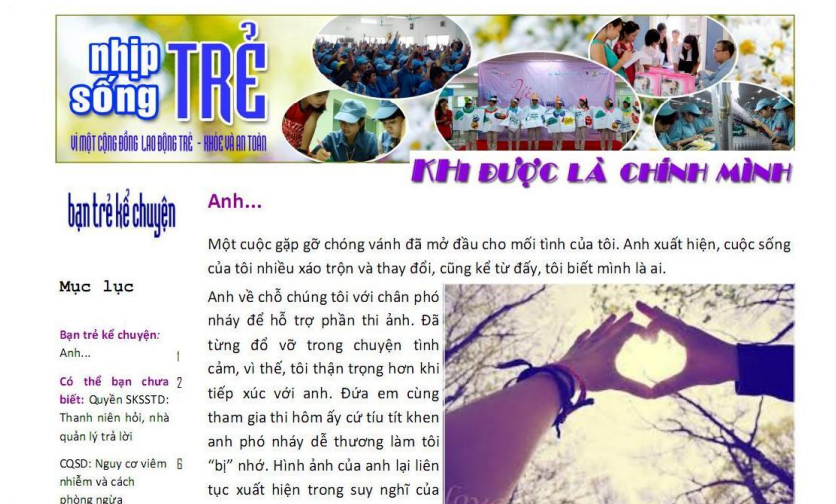 nhịp
sống TRẺ
VÌ MỘT CỘNG ĐỒNG LAO ĐỘNG TRẺ - KHỎE VÀ AN TOÀN
KHI ĐƯỢC LÀ CHÍNH MÌNH
bạn trẻ kể chuyện
Mục lục
Bạn trẻ kể chuyện:
Anh... 1
Có thể bạn chưa 2
biết: Quyền SKSSTD:
Thanh niên hỏi, nhà
quản lý trả lời
CQSD: Nguy cơ viêm 6
nhiễm và cách
phòng ngừa
Anh...
Một cuộc gặp gỡ chóng vánh đã mở đầu cho mối tình của tôi. Anh xuất hiện, cuộc sống
của tôi nhiều xáo trộn và thay đổi, cũng kể từ đấy, tôi biết mình là ai.
Anh về chỗ chúng tôi với chân phó
nháy để hỗ trợ phần thi ảnh. Đã
từng đổ vỡ trong chuyện tình
cảm, vì thế, tôi thận trọng hơn khi
tiếp xúc với anh. Đứa em cùng
tham gia thi hôm ấy cứ tíu tít khen
anh phó nháy dễ thương làm tôi
“bị” nhớ. Hình ảnh của anh lại liên
tục xuất hiện trong suy nghĩ của
love